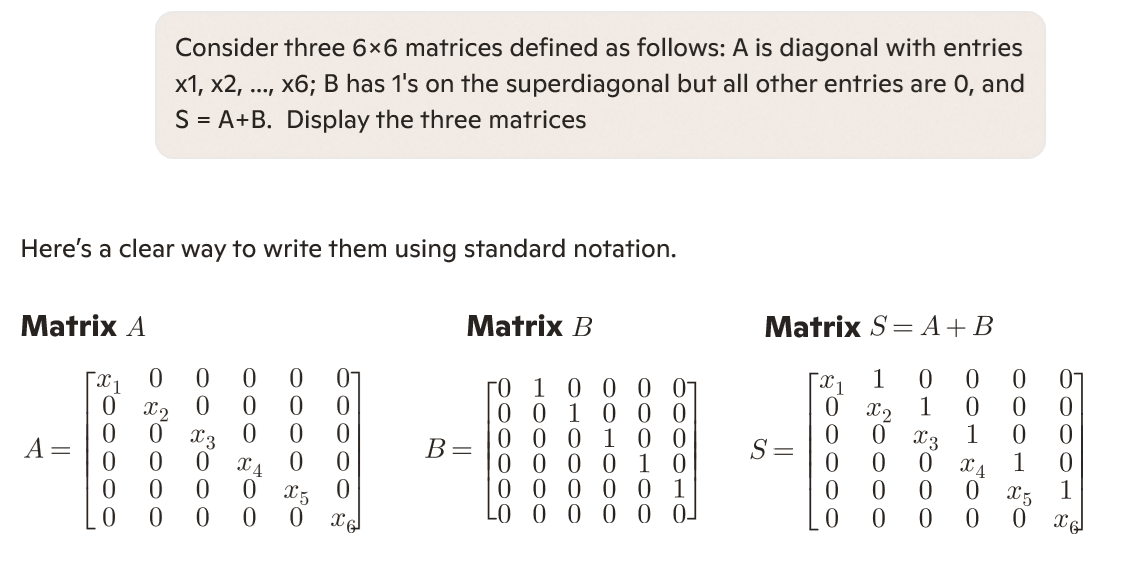 Consider three 6×6 matrices defined as follows: A is diagonal with entries
x1, x2, ..., x6; B has 1's on the superdiagonal but all other entries are 0, and
S = A+B.  Display the three matrices
Here’s a clear way to write them using standard notation.
Matrix A
A =
x₁ 0 0 0 0 0
0 x₂ 0 0 0 0
0 0 x₃ 0 0 0
0 0 0 x₄ 0 0
0 0 0 0 x₅ 0
0 0 0 0 0 x₆
Matrix B
B =
0 1 0 0 0 0
0 0 1 0 0 0
0 0 0 1 0 0
0 0 0 0 1 0
0 0 0 0 0 1
0 0 0 0 0 0
Matrix S = A + B
S =
x₁ 1 0 0 0 0
0 x₂ 1 0 0 0
0 0 x₃ 1 0 0
0 0 0 x₄ 1 0
0 0 0 0 x₅ 1
0 0 0 0 0 x₆